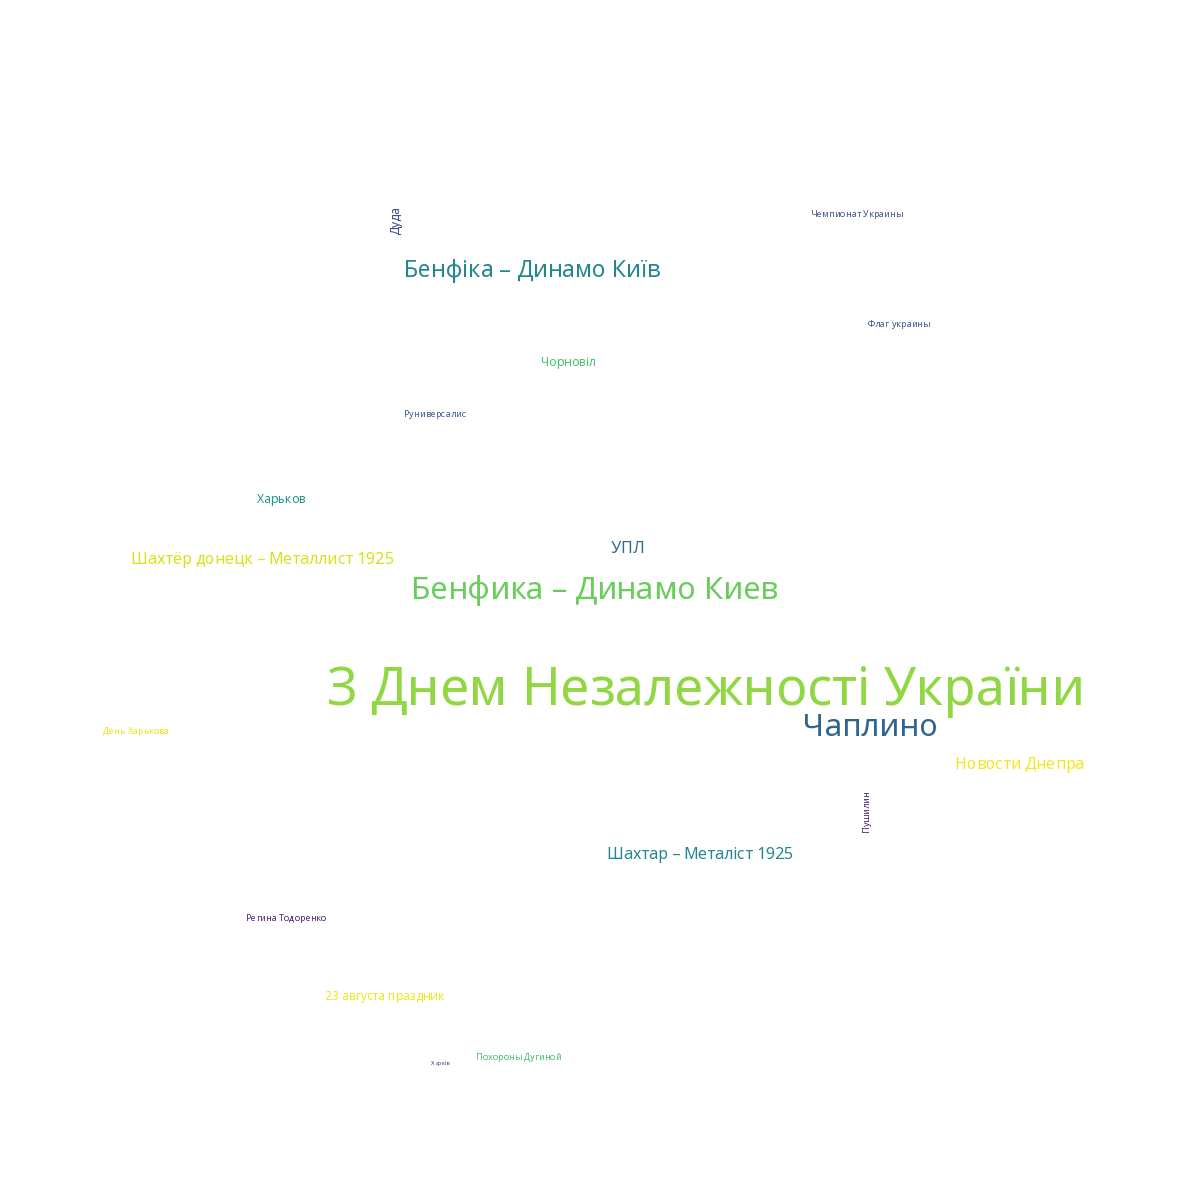 Дуда
Чемпионат Украины
Бенфіка – Динамо Київ
Флаг украины
Чорновіл
Руниверсалис
Харьков
УПЛ
Шахтёр донецк – Металлист 1925
Бенфика – Динамо Киев
З Днем Незалежності України
Чаплино
День Харькова
Новости Днепра
Пушилин
Шахтар – Металіст 1925
Регина Тодоренко
23 августа праздник
Похороны Дугиной
Харків